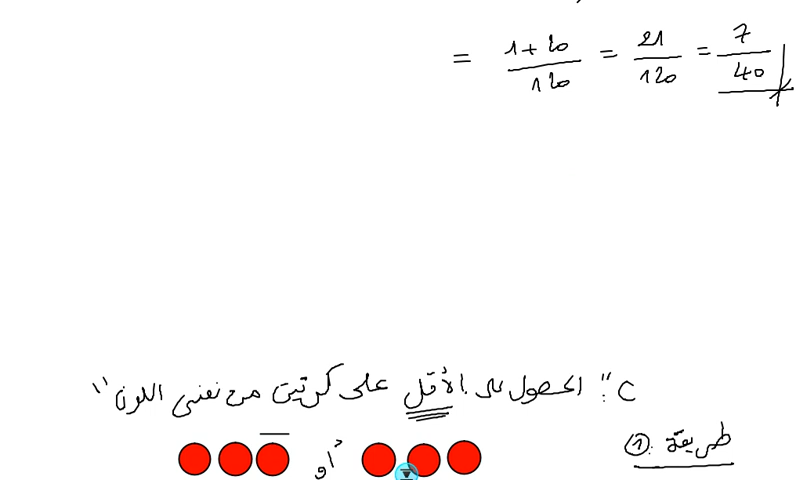 = (1+20)/120 = 21/120 = 7/40
C: "الحصول على الأقل على كرتين من نفس اللون"
طريقة ①:
أو